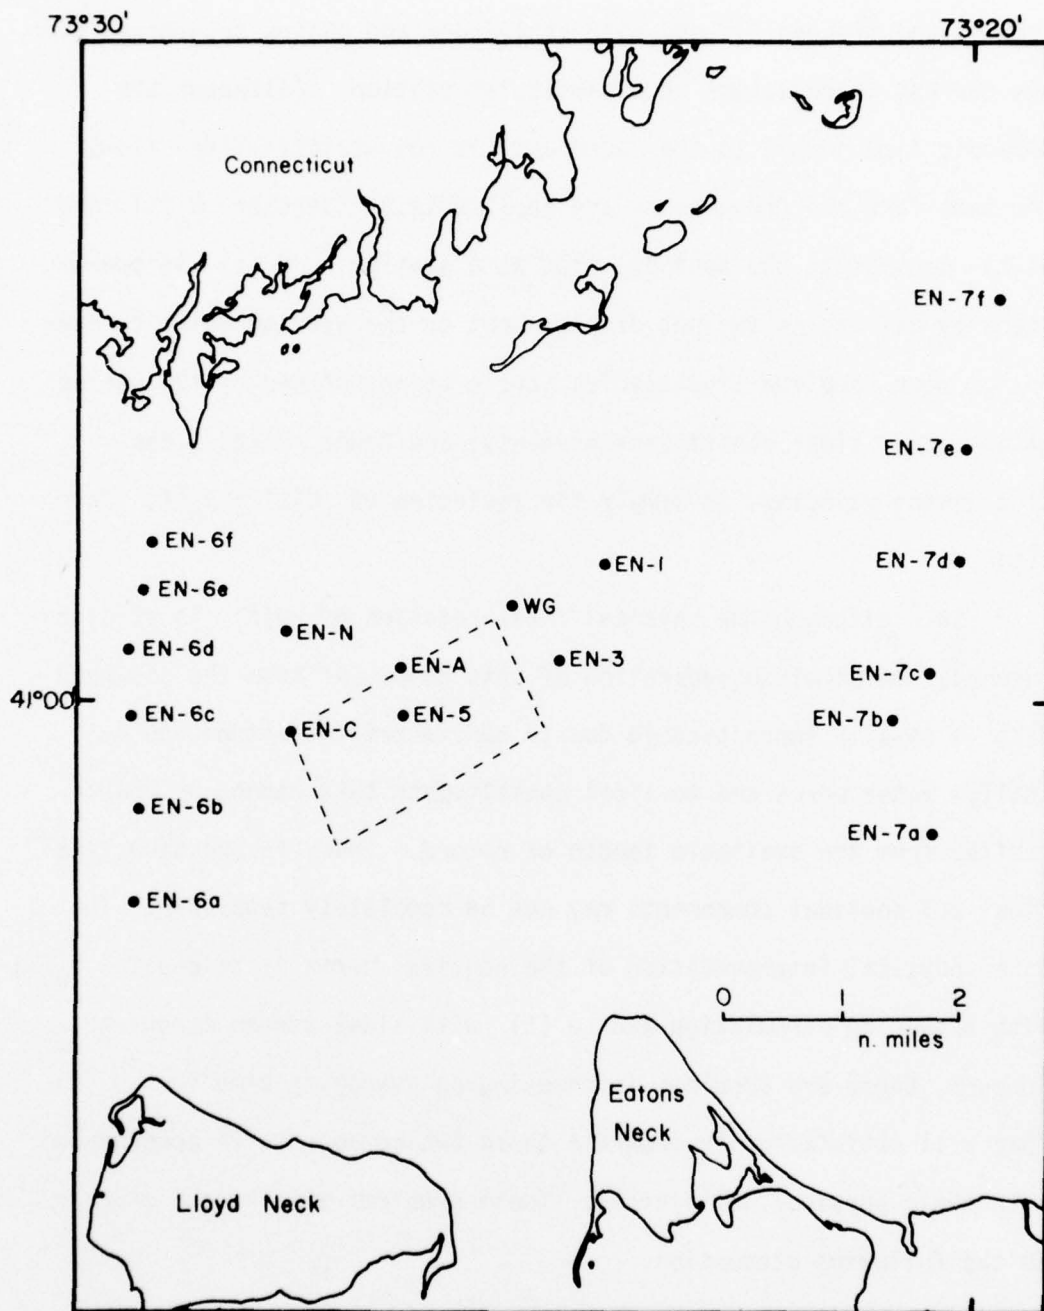 73°30'
73°20'
Connecticut
EN-7f
EN-7e
EN-6f
EN-1
EN-7d
EN-6e
WG
EN-N
EN-6d
EN-A
EN-3
EN-7c
41°00'
EN-6c
EN-5
EN-7b
EN-C
EN-6b
EN-7a
EN-6a
0 1 2
n. miles
Eatons
Neck
Lloyd Neck